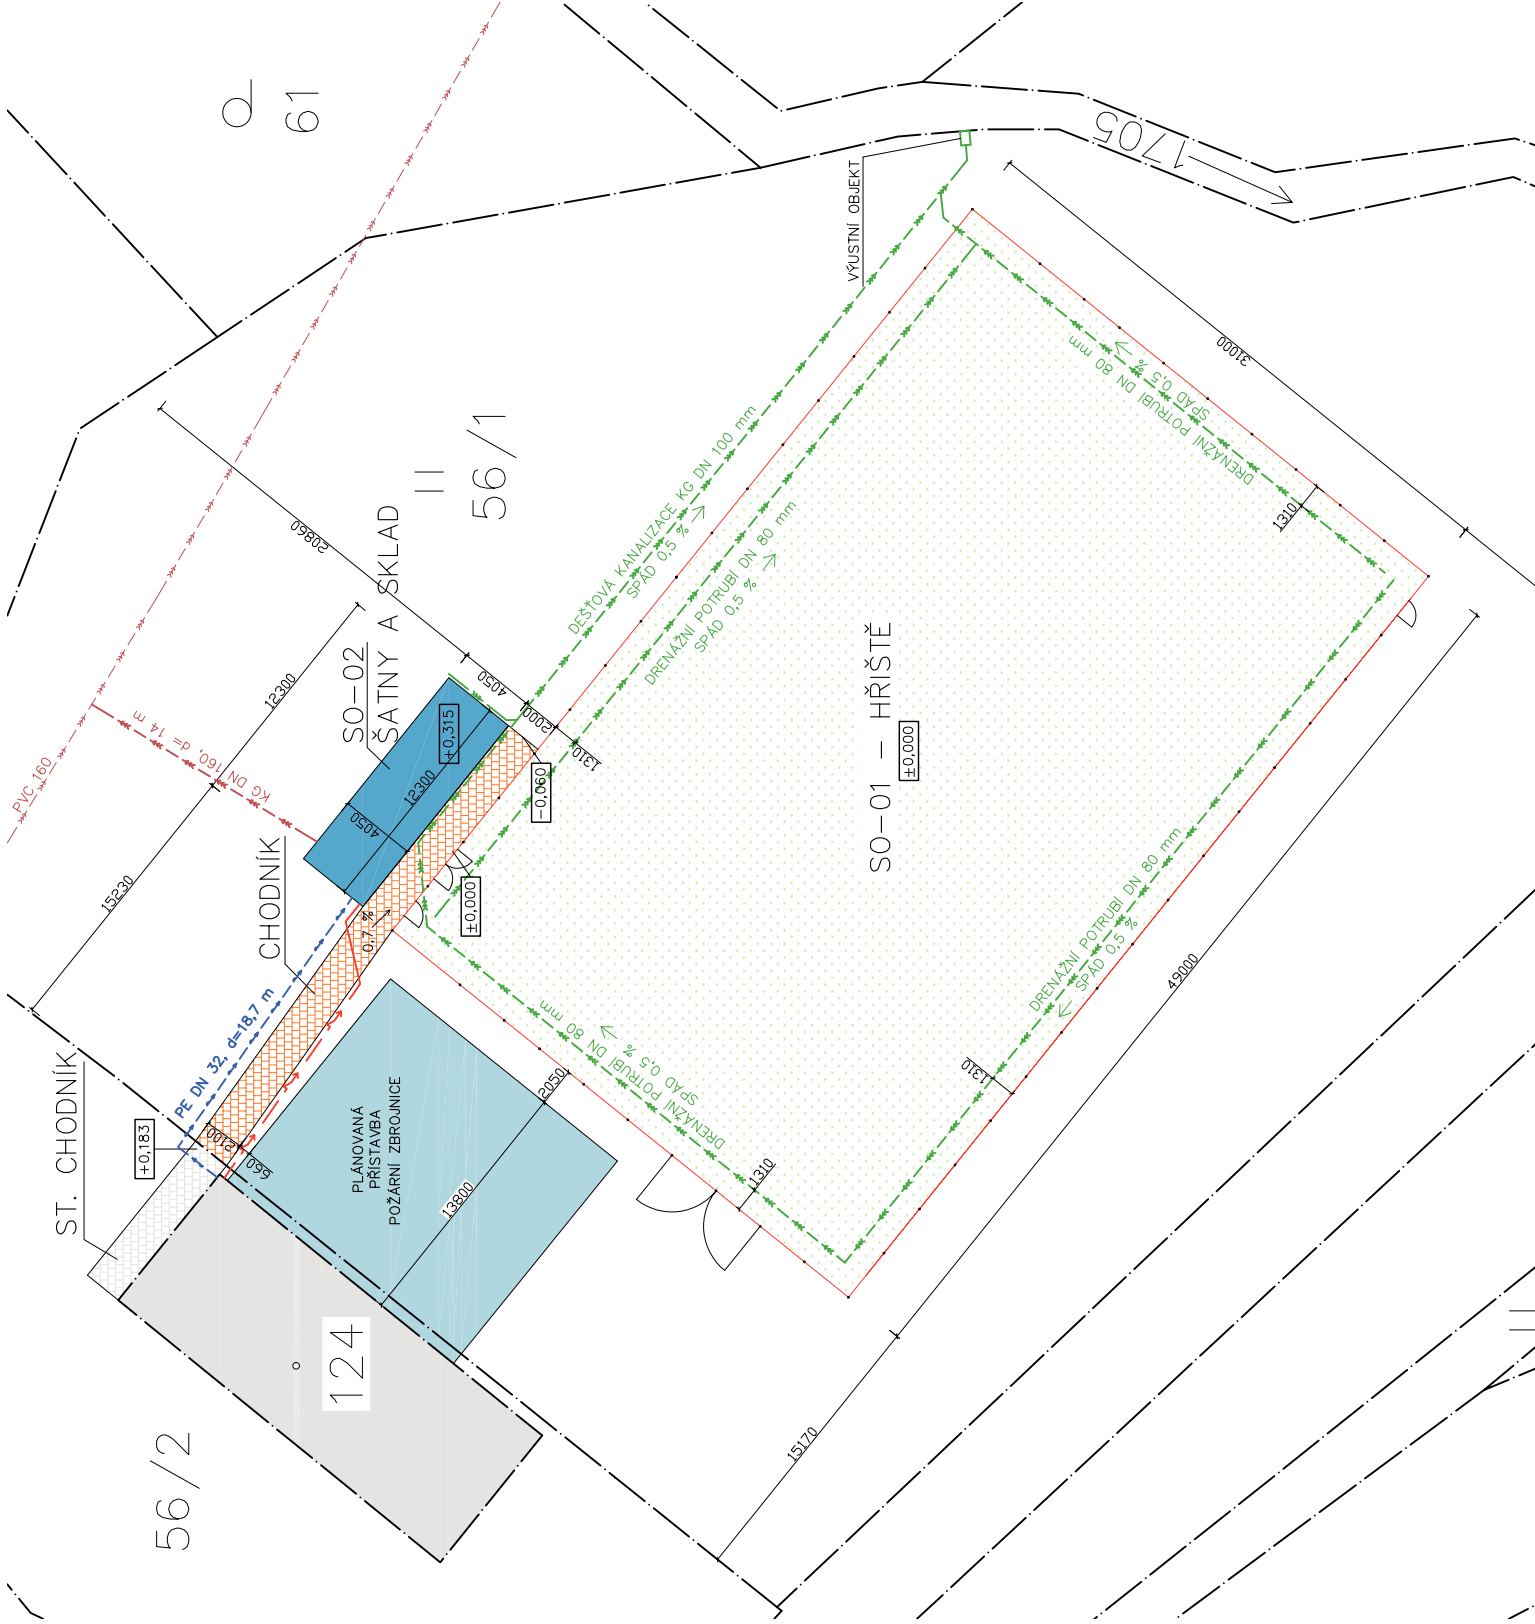 61
1705
VÝUSTNÍ OBJEKT
31000
20860
II
56/1
SO-02
ŠATNY A SKLAD
DEŠŤOVÁ KANALIZACE KG DN 100 mm
SPÁD 0,5 %
DRENÁŽNÍ POTRUBÍ DN 80 mm
SPÁD 0,5 %
DRENÁŽNÍ POTRUBÍ DN 80 mm
SPÁD 0,5 %
1310
12300
PVC 160
KG DN 160, d= 14 m
15230
4050
+0,315
2000
1310
12300
4050
-0,060
SO-01 - HŘIŠTĚ
±0,000
CHODNÍK
0,7 %
±0,000
PE DN 32, d=18,7 m
ST. CHODNÍK
+0,183
2100
660
PLÁNOVANÁ
PŘÍSTAVBA
POŽÁRNÍ ZBROJNICE
2050
13800
DRENÁŽNÍ POTRUBÍ DN 80 mm
SPÁD 0,5 %
1310
DRENÁŽNÍ POTRUBÍ DN 80 mm
SPÁD 0,5 %
1310
49000
15170
124
56/2
II